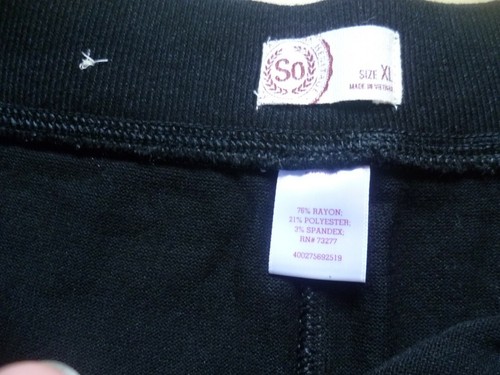 So
SIZE XL
MADE IN VIETNAM
76% RAYON;
21% POLYESTER;
3% SPANDEX;
RN# 73277
400275692519